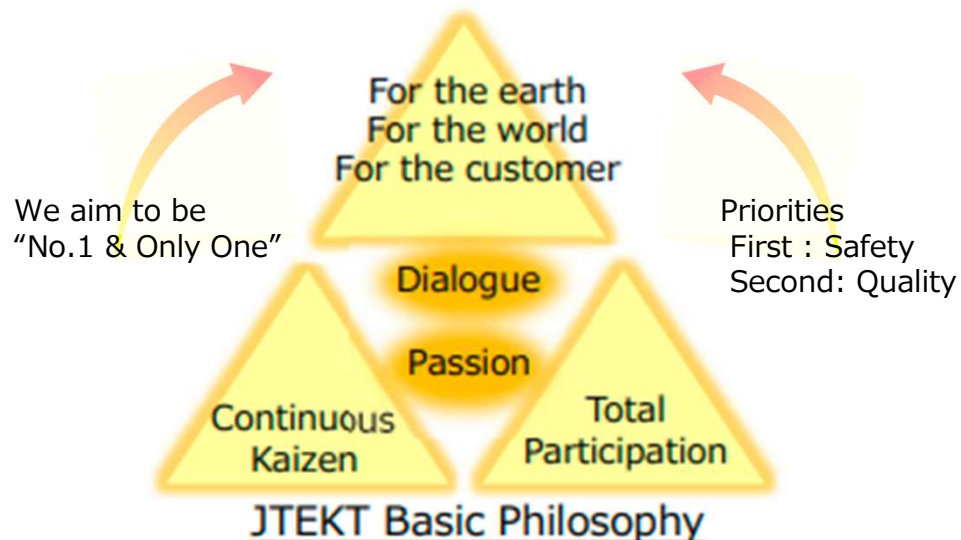 For the earth
For the world
For the customer
We aim to be
“No.1 & Only One”
Priorities
First : Safety
Second: Quality
Dialogue
Passion
Continuous
Kaizen
Total
Participation
JTEKT Basic Philosophy